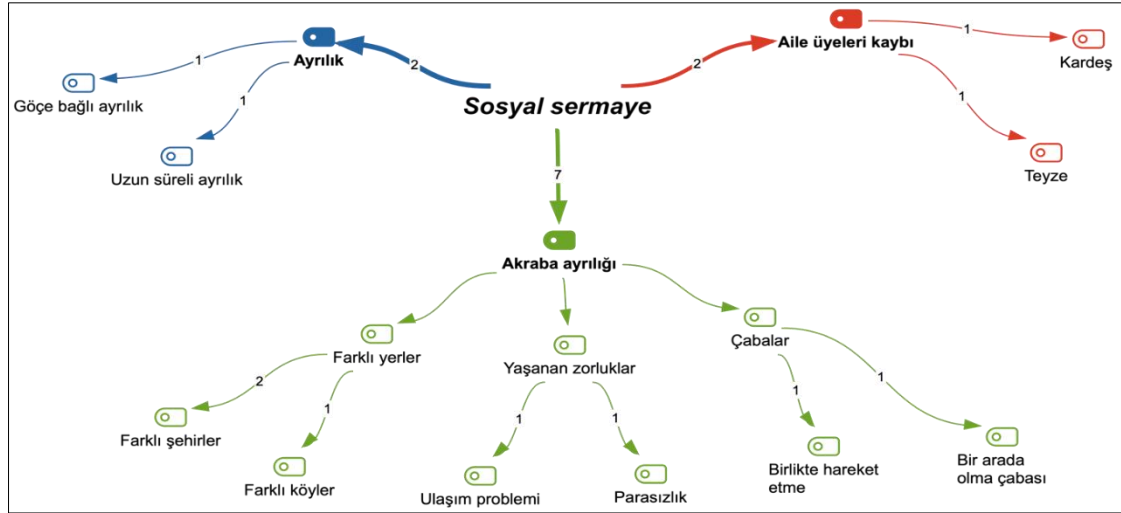 2
Ayrılık
1
Göçe bağlı ayrılık
1
Uzun süreli ayrılık
Sosyal sermaye
2
Aile üyeleri kaybı
1
Kardeş
1
Teyze
7
Akraba ayrılığı
Farklı yerler
2
Farklı şehirler
1
Farklı köyler
Yaşanan zorluklar
1
Ulaşım problemi
1
Parasızlık
Çabalar
1
Birlikte hareket
etme
1
Bir arada
olma çabası